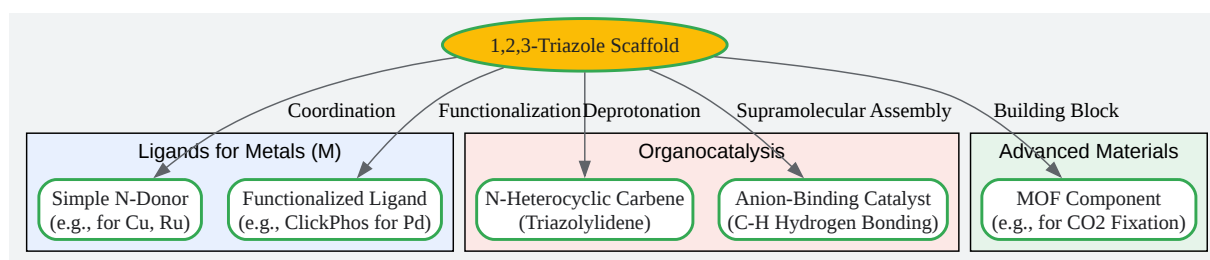 1,2,3-Triazole Scaffold
Coordination
Functionalization
Deprotonation
Supramolecular Assembly
Building Block
Ligands for Metals (M)
Organocatalysis
Advanced Materials
Simple N-Donor
(e.g., for Cu, Ru)
Functionalized Ligand
(e.g., ClickPhos for Pd)
N-Heterocyclic Carbene
(Triazolylidene)
Anion-Binding Catalyst
(C-H Hydrogen Bonding)
MOF Component
(e.g., for CO2 Fixation)